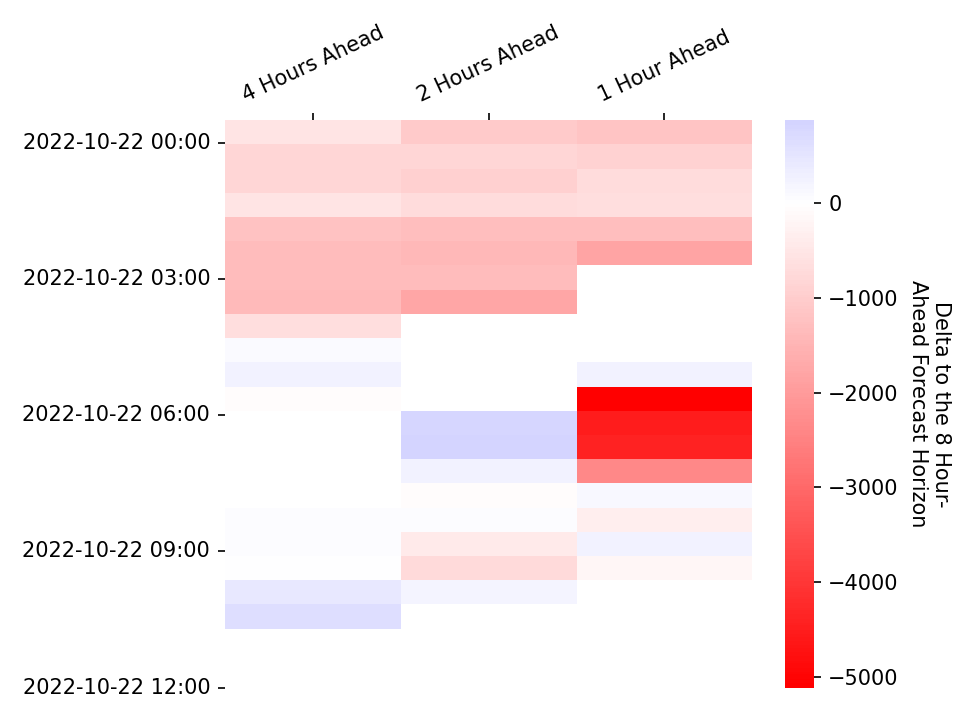 4 Hours Ahead
2 Hours Ahead
1 Hour Ahead
2022-10-22 00:00
2022-10-22 03:00
2022-10-22 06:00
2022-10-22 09:00
2022-10-22 12:00
0
−1000
−2000
−3000
−4000
−5000
Delta to the 8 Hour-
Ahead Forecast Horizon